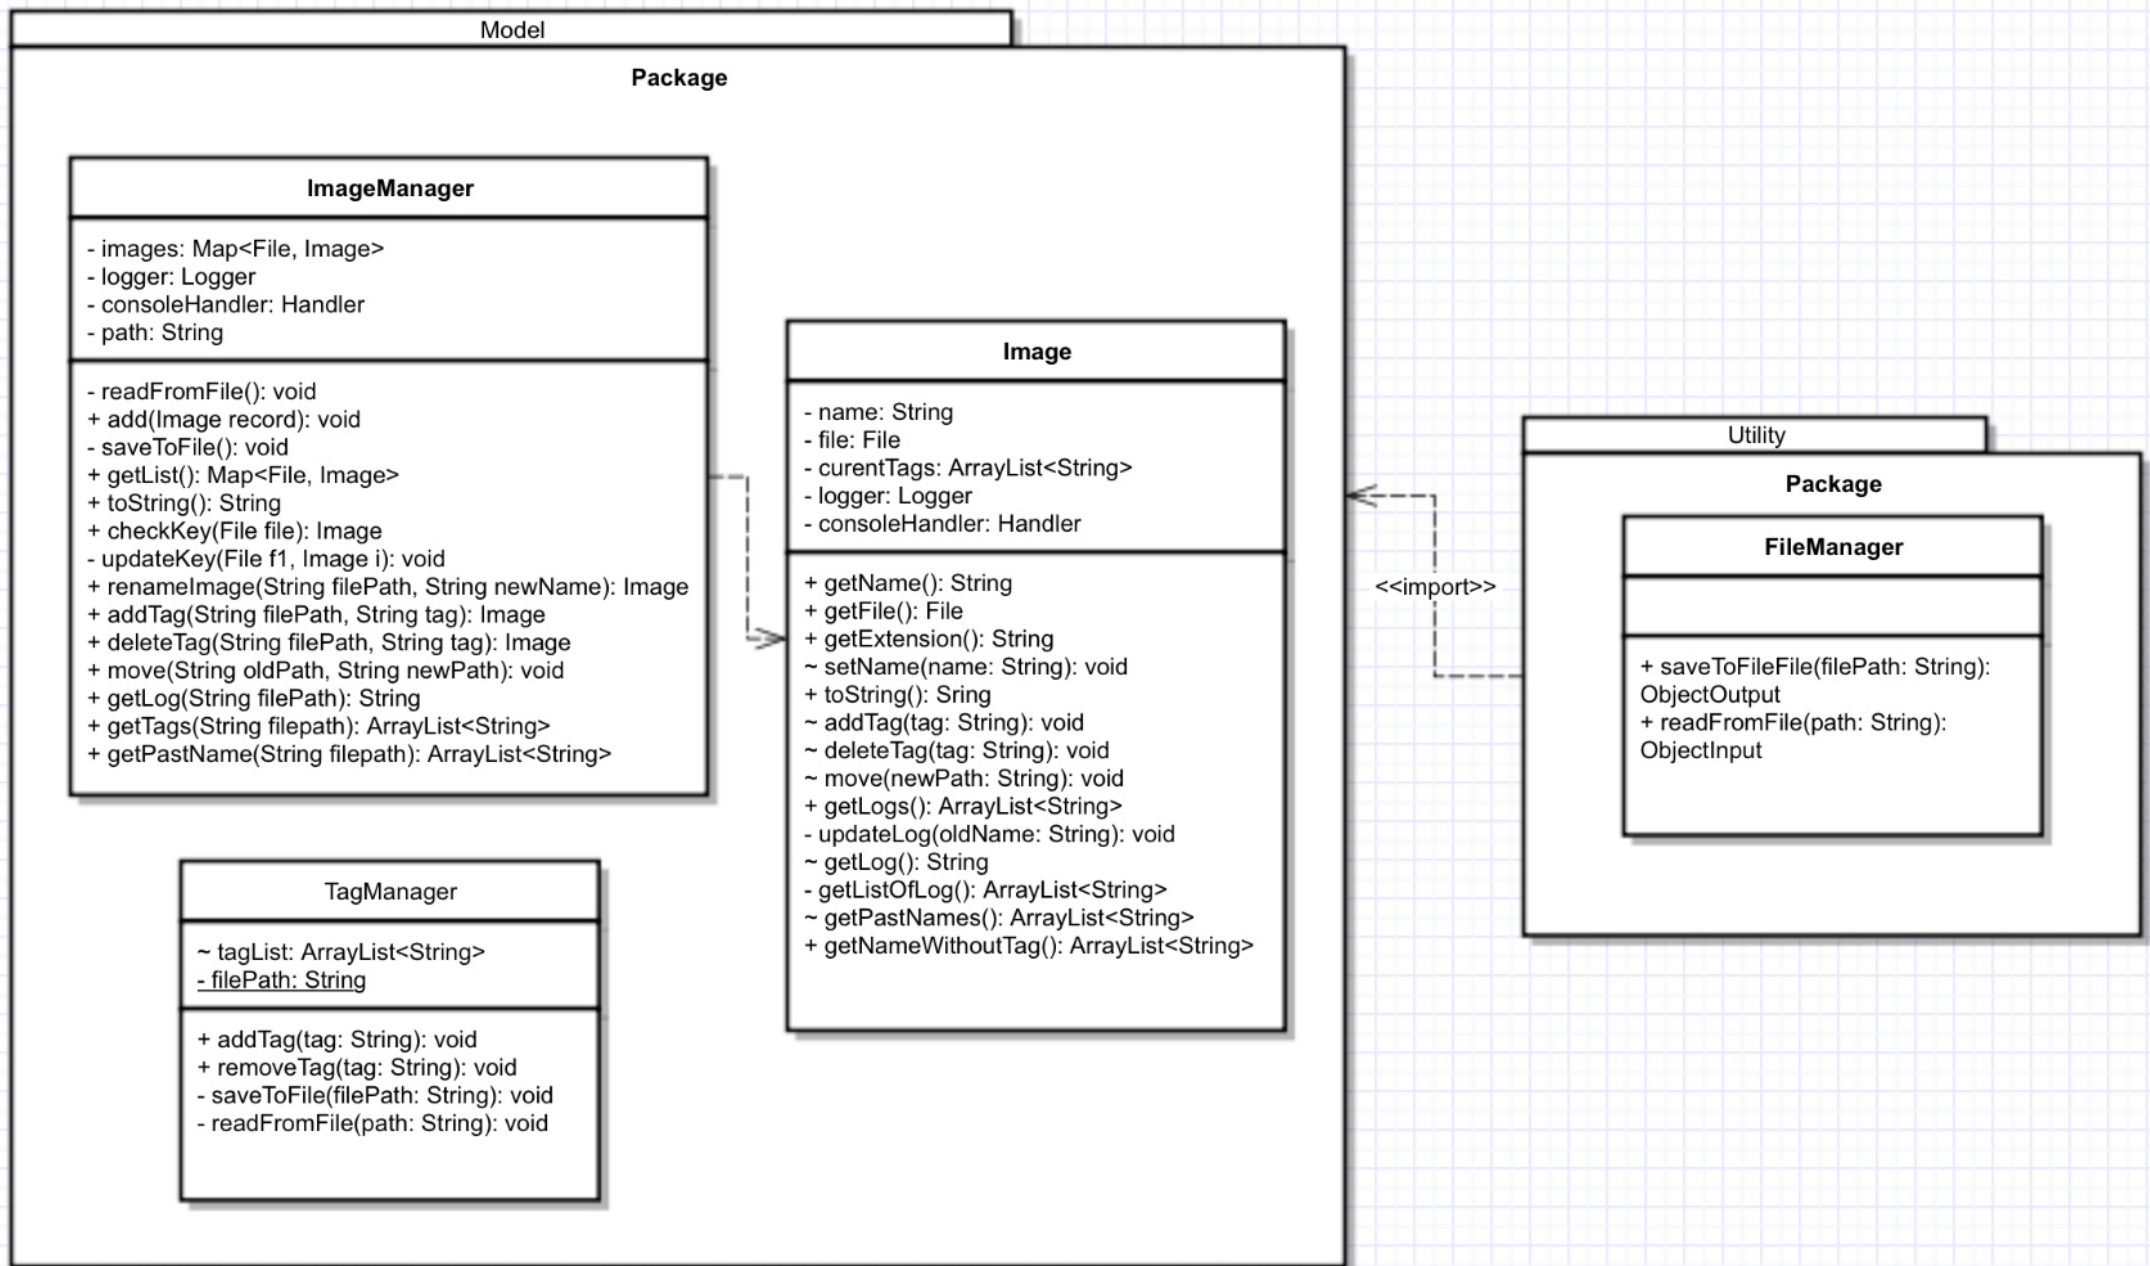 Model
Package
ImageManager
- images: Map<File, Image>
- logger: Logger
- consoleHandler: Handler
- path: String
- readFromFile(): void
+ add(Image record): void
- saveToFile(): void
+ getList(): Map<File, Image>
+ toString(): String
+ checkKey(File file): Image
- updateKey(File f1, Image i): void
+ renameImage(String filePath, String newName): Image
+ addTag(String filePath, String tag): Image
+ deleteTag(String filePath, String tag): Image
+ move(String oldPath, String newPath): void
+ getLog(String filePath): String
+ getTags(String filepath): ArrayList<String>
+ getPastName(String filepath): ArrayList<String>
Image
- name: String
- file: File
- curentTags: ArrayList<String>
- logger: Logger
- consoleHandler: Handler
+ getName(): String
+ getFile(): File
+ getExtension(): String
~ setName(name: String): void
+ toString(): Sring
~ addTag(tag: String): void
~ deleteTag(tag: String): void
~ move(newPath: String): void
+ getLogs(): ArrayList<String>
- updateLog(oldName: String): void
~ getLog(): String
- getListOfLog(): ArrayList<String>
~ getPastNames(): ArrayList<String>
+ getNameWithoutTag(): ArrayList<String>
TagManager
~ tagList: ArrayList<String>
- filePath: String
+ addTag(tag: String): void
+ removeTag(tag: String): void
- saveToFile(filePath: String): void
- readFromFile(path: String): void
<<import>>
Utility
Package
FileManager
+ saveToFileFile(filePath: String):
ObjectOutput
+ readFromFile(path: String):
ObjectInput